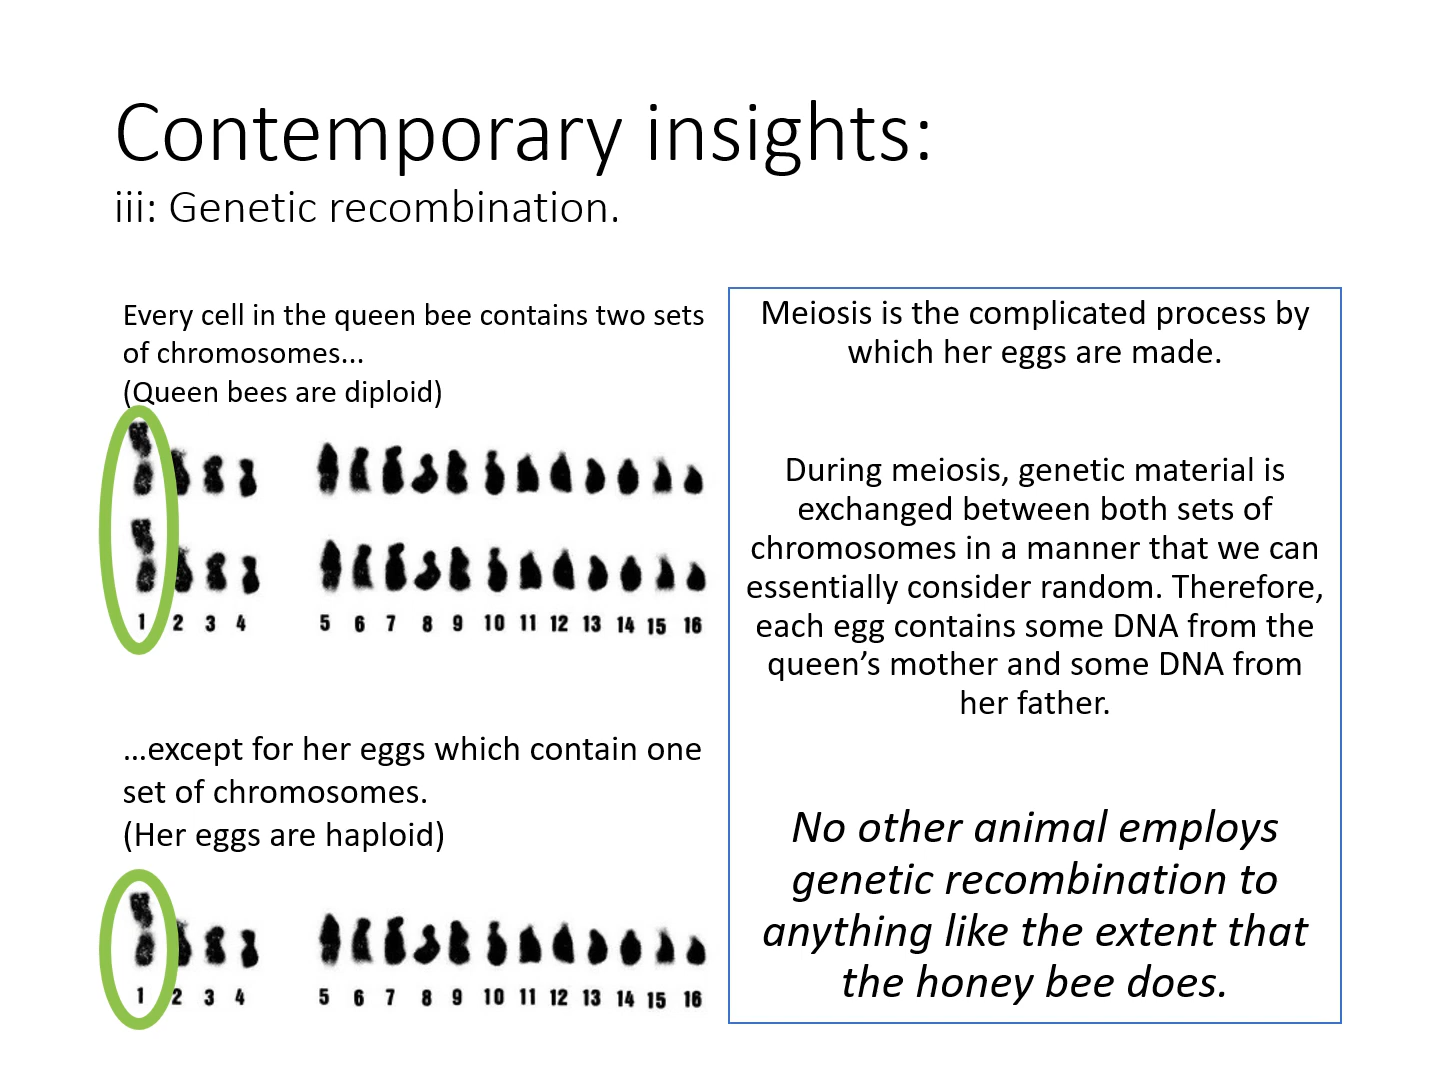 Contemporary insights:
iii: Genetic recombination.
Every cell in the queen bee contains two sets
of chromosomes...
(Queen bees are diploid)
1 2 3 4 5 6 7 8 9 10 11 12 13 14 15 16
...except for her eggs which contain one
set of chromosomes.
(Her eggs are haploid)
1 2 3 4 5 6 7 8 9 10 11 12 13 14 15 16
Meiosis is the complicated process by
which her eggs are made.
During meiosis, genetic material is
exchanged between both sets of
chromosomes in a manner that we can
essentially consider random. Therefore,
each egg contains some DNA from the
queen’s mother and some DNA from
her father.
No other animal employs
genetic recombination to
anything like the extent that
the honey bee does.